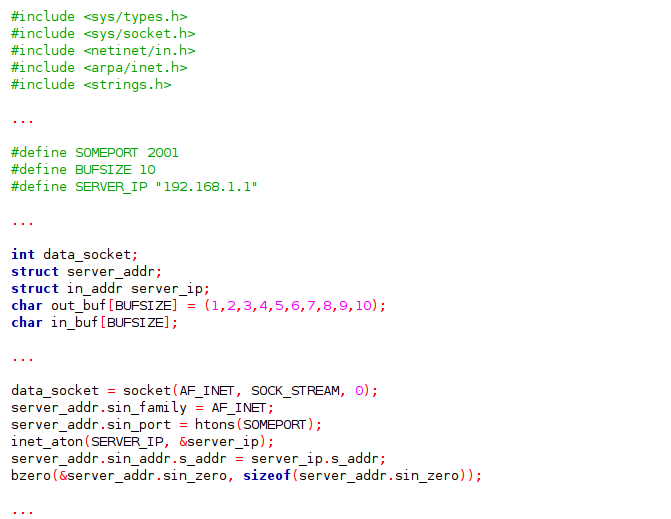 #include <sys/types.h>
#include <sys/socket.h>
#include <netinet/in.h>
#include <arpa/inet.h>
#include <strings.h>
...
#define SOMEPORT 2001
#define BUFSIZE 10
#define SERVER_IP "192.168.1.1"
...
int data_socket;
struct server_addr;
struct in_addr server_ip;
char out_buf[BUFSIZE] = (1,2,3,4,5,6,7,8,9,10);
char in_buf[BUFSIZE];
...
data_socket = socket(AF_INET, SOCK_STREAM, 0);
server_addr.sin_family = AF_INET;
server_addr.sin_port = htons(SOMEPORT);
inet_aton(SERVER_IP, &server_ip);
server_addr.sin_addr.s_addr = server_ip.s_addr;
bzero(&server_addr.sin_zero, sizeof(server_addr.sin_zero));
...